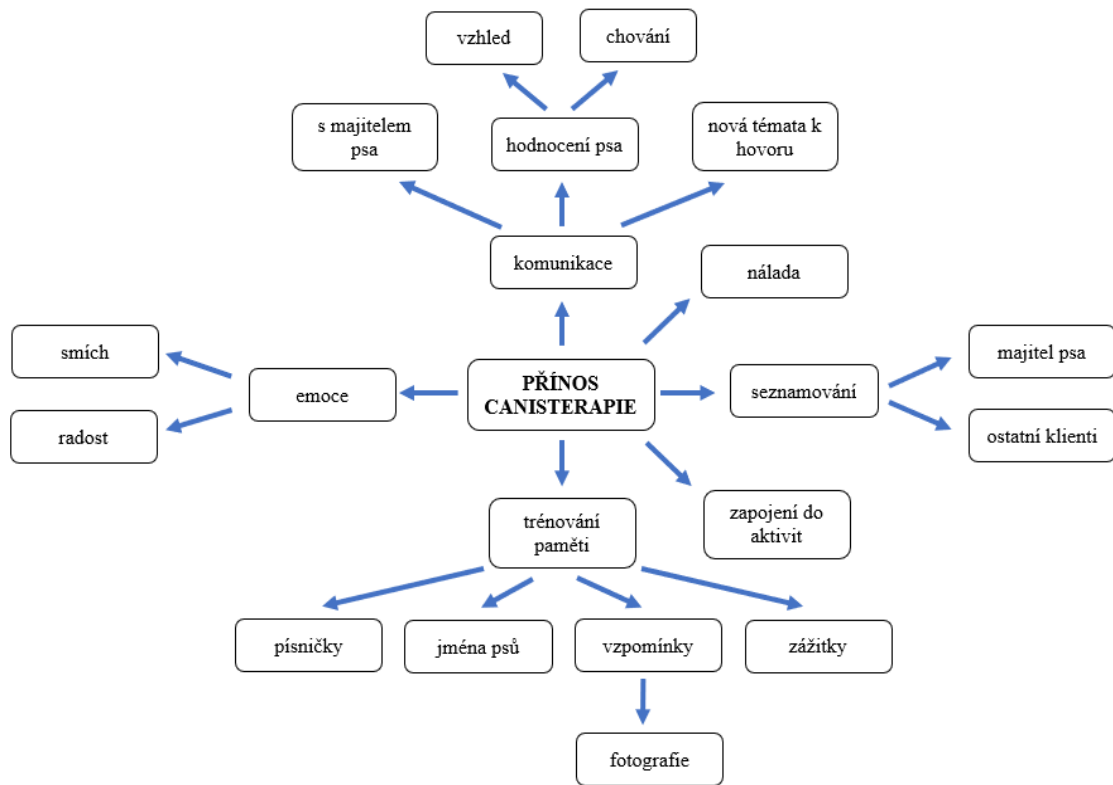 vzhled
chování
s majitelem
psa
hodnocení psa
nová témata k
hovoru
komunikace
nálada
smích
majitel psa
emoce
PŘÍNOS
CANISTERAPIE
seznamování
radost
ostatní klienti
trénování
paměti
zapojení do
aktivit
písničky
jména psů
vzpomínky
zážitky
fotografie